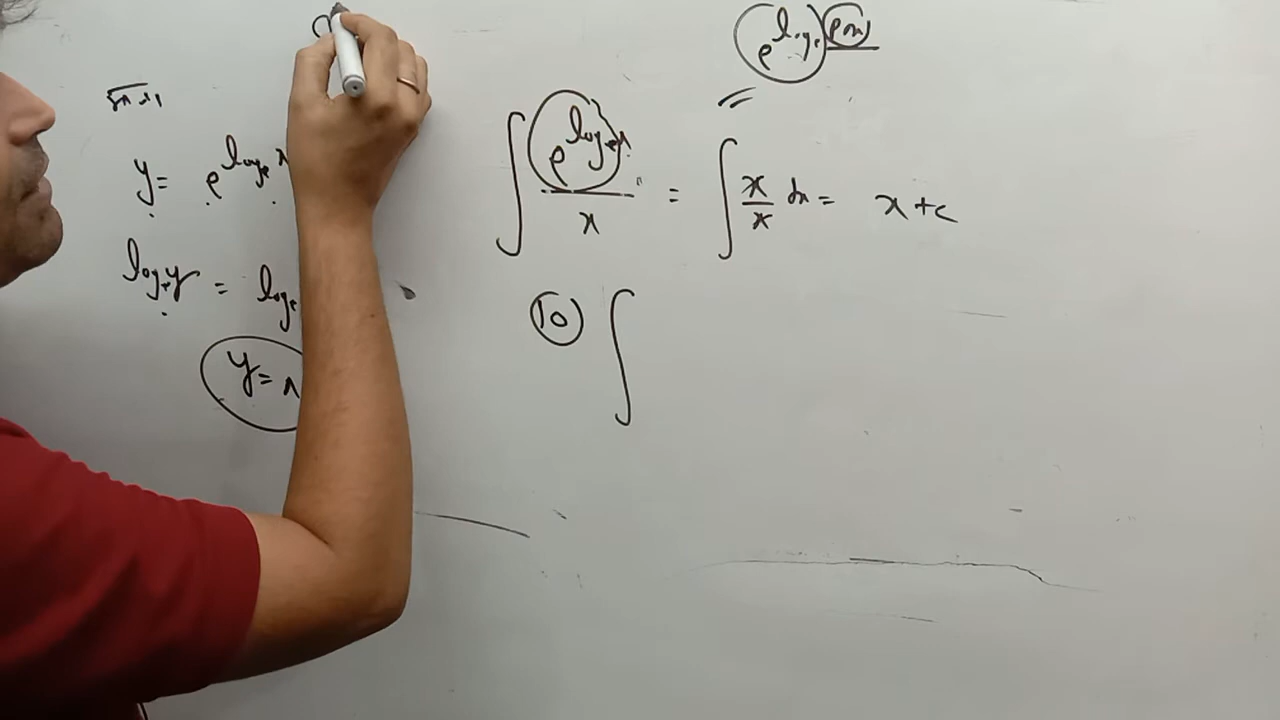 e^{log_e f(x)}
y = e^{log_e x}
∫ e^{log_e x} / x = ∫ x/x dx = x + c
log_e y = log_e
y = x
(10) ∫